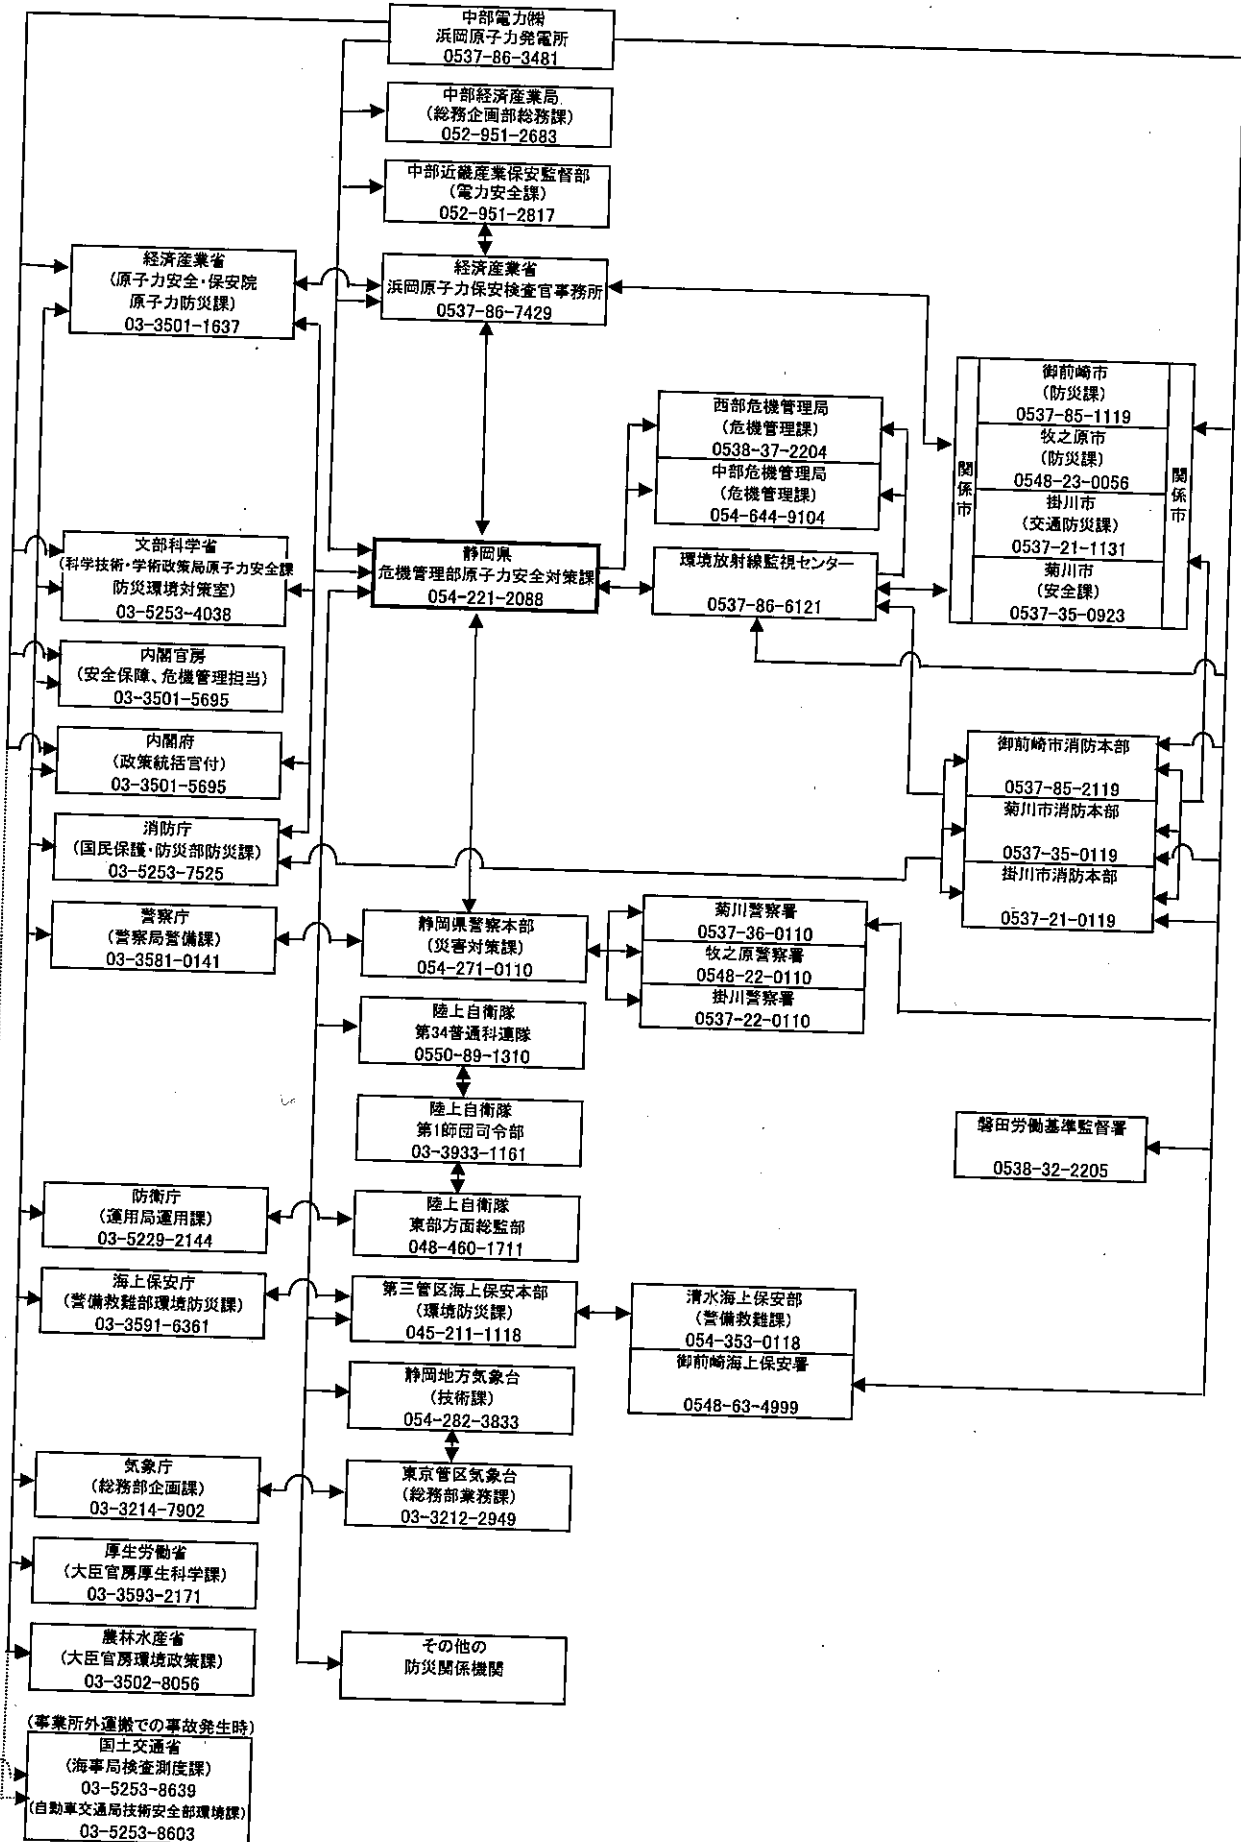 中部電力㈱
浜岡原子力発電所
0537-86-3481
中部経済産業局
(総務企画部総務課)
052-951-2683
中部近畿産業保安監督部
(電力安全課)
052-951-2817
経済産業省
(原子力安全・保安院
原子力防災課)
03-3501-1637
経済産業省
浜岡原子力保安検査官事務所
0537-86-7429
西部危機管理局
(危機管理課)
0538-37-2204
中部危機管理局
(危機管理課)
054-644-9104
関係市
御前崎市
(防災課)
0537-85-1119
牧之原市
(防災課)
0548-23-0056
掛川市
(交通防災課)
0537-21-1131
菊川市
(安全課)
0537-35-0923
関係市
文部科学省
(科学技術・学術政策局原子力安全課
防災環境対策室)
03-5253-4038
静岡県
危機管理部原子力安全対策課
054-221-2088
環境放射線監視センター
0537-86-6121
内閣官房
(安全保障、危機管理担当)
03-3501-5695
内閣府
(政策統括官付)
03-3501-5695
消防庁
(国民保護・防災部防災課)
03-5253-7525
御前崎市消防本部
0537-85-2119
菊川市消防本部
0537-35-0119
掛川市消防本部
0537-21-0119
警察庁
(警察局警備課)
03-3581-0141
静岡県警察本部
(災害対策課)
054-271-0110
菊川警察署
0537-36-0110
牧之原警察署
0548-22-0110
掛川警察署
0537-22-0110
陸上自衛隊
第34普通科連隊
0550-89-1310
陸上自衛隊
第1師団司令部
03-3933-1161
磐田労働基準監督署
0538-32-2205
防衛庁
(運用局運用課)
03-5229-2144
陸上自衛隊
東部方面総監部
048-460-1711
海上保安庁
(警備救難部環境防災課)
03-3591-6361
第三管区海上保安本部
(環境防災課)
045-211-1118
清水海上保安部
(警備救難課)
054-353-0118
御前崎海上保安署
0548-63-4999
静岡地方気象台
(技術課)
054-282-3833
気象庁
(総務部企画課)
03-3214-7902
東京管区気象台
(総務部業務課)
03-3212-2949
厚生労働省
(大臣官房厚生科学課)
03-3593-2171
農林水産省
(大臣官房環境政策課)
03-3502-8056
その他の
防災関係機関
(事業所外運搬での事故発生時)
国土交通省
(海事局検査測度課)
03-5253-8639
(自動車交通局技術安全部環境課)
03-5253-8603